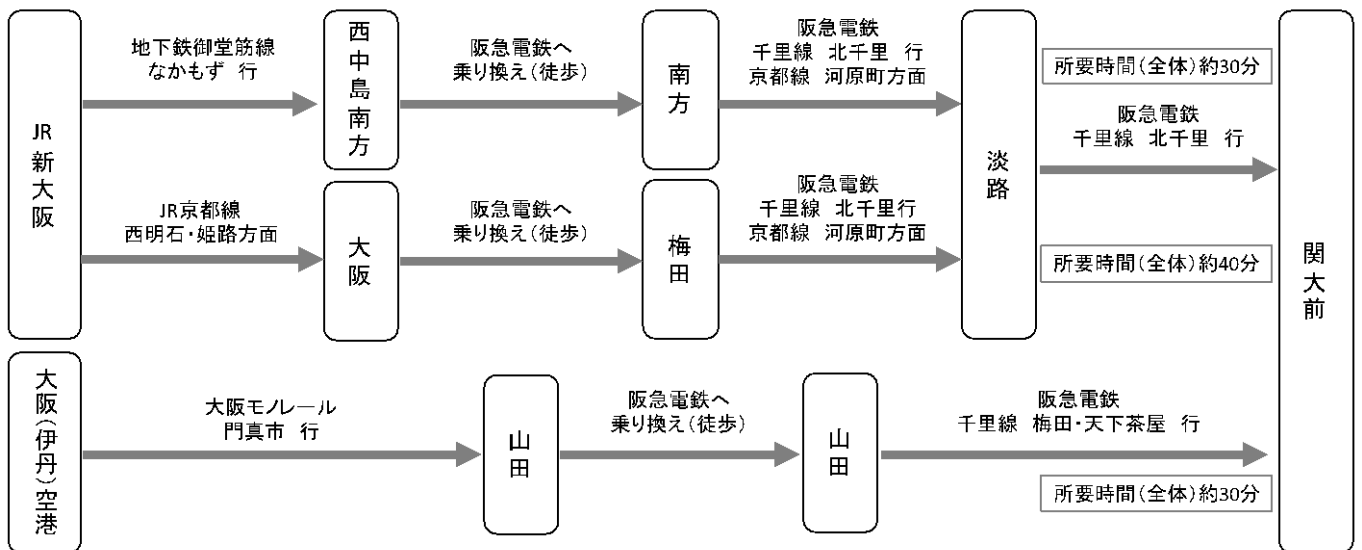 JR新大阪
地下鉄御堂筋線
なかもず 行
西中島南方
阪急電鉄へ
乗り換え(徒歩)
南方
阪急電鉄
千里線 北千里 行
京都線 河原町方面
淡路
所要時間(全体)約30分
阪急電鉄
千里線 北千里 行
関大前
JR京都線
西明石・姫路方面
大阪
阪急電鉄へ
乗り換え(徒歩)
梅田
阪急電鉄
千里線 北千里行
京都線 河原町方面
所要時間(全体)約40分
大阪(伊丹)空港
大阪モノレール
門真市 行
山田
阪急電鉄へ
乗り換え(徒歩)
山田
阪急電鉄
千里線 梅田・天下茶屋 行
所要時間(全体)約30分